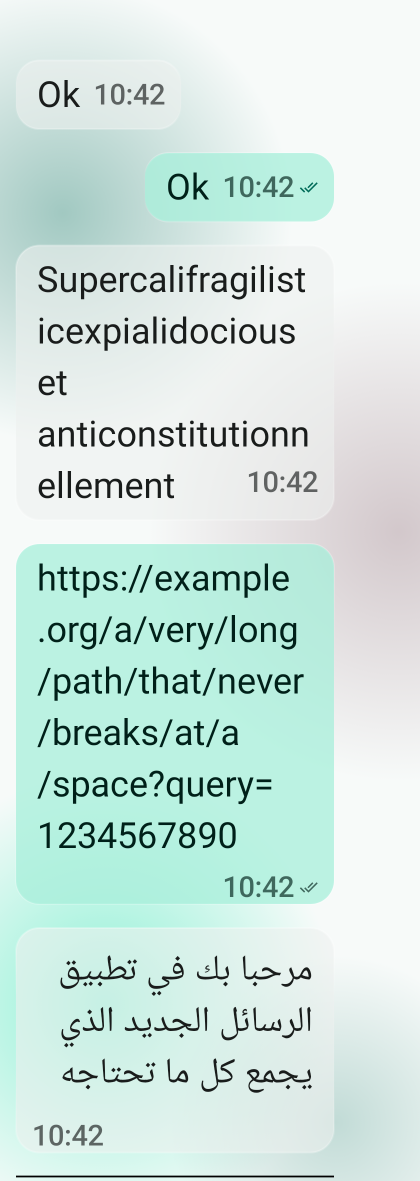 Ok 10:42
Ok 10:42
Supercalifragilist
icexpialidocious
et
anticonstitutionn
ellement 10:42
https://example
.org/a/very/long
/path/that/never
/breaks/at/a
/space?query=
1234567890
10:42
مرحبا بك في تطبيق
الرسائل الجديد الذي
يجمع كل ما تحتاجه
10:42